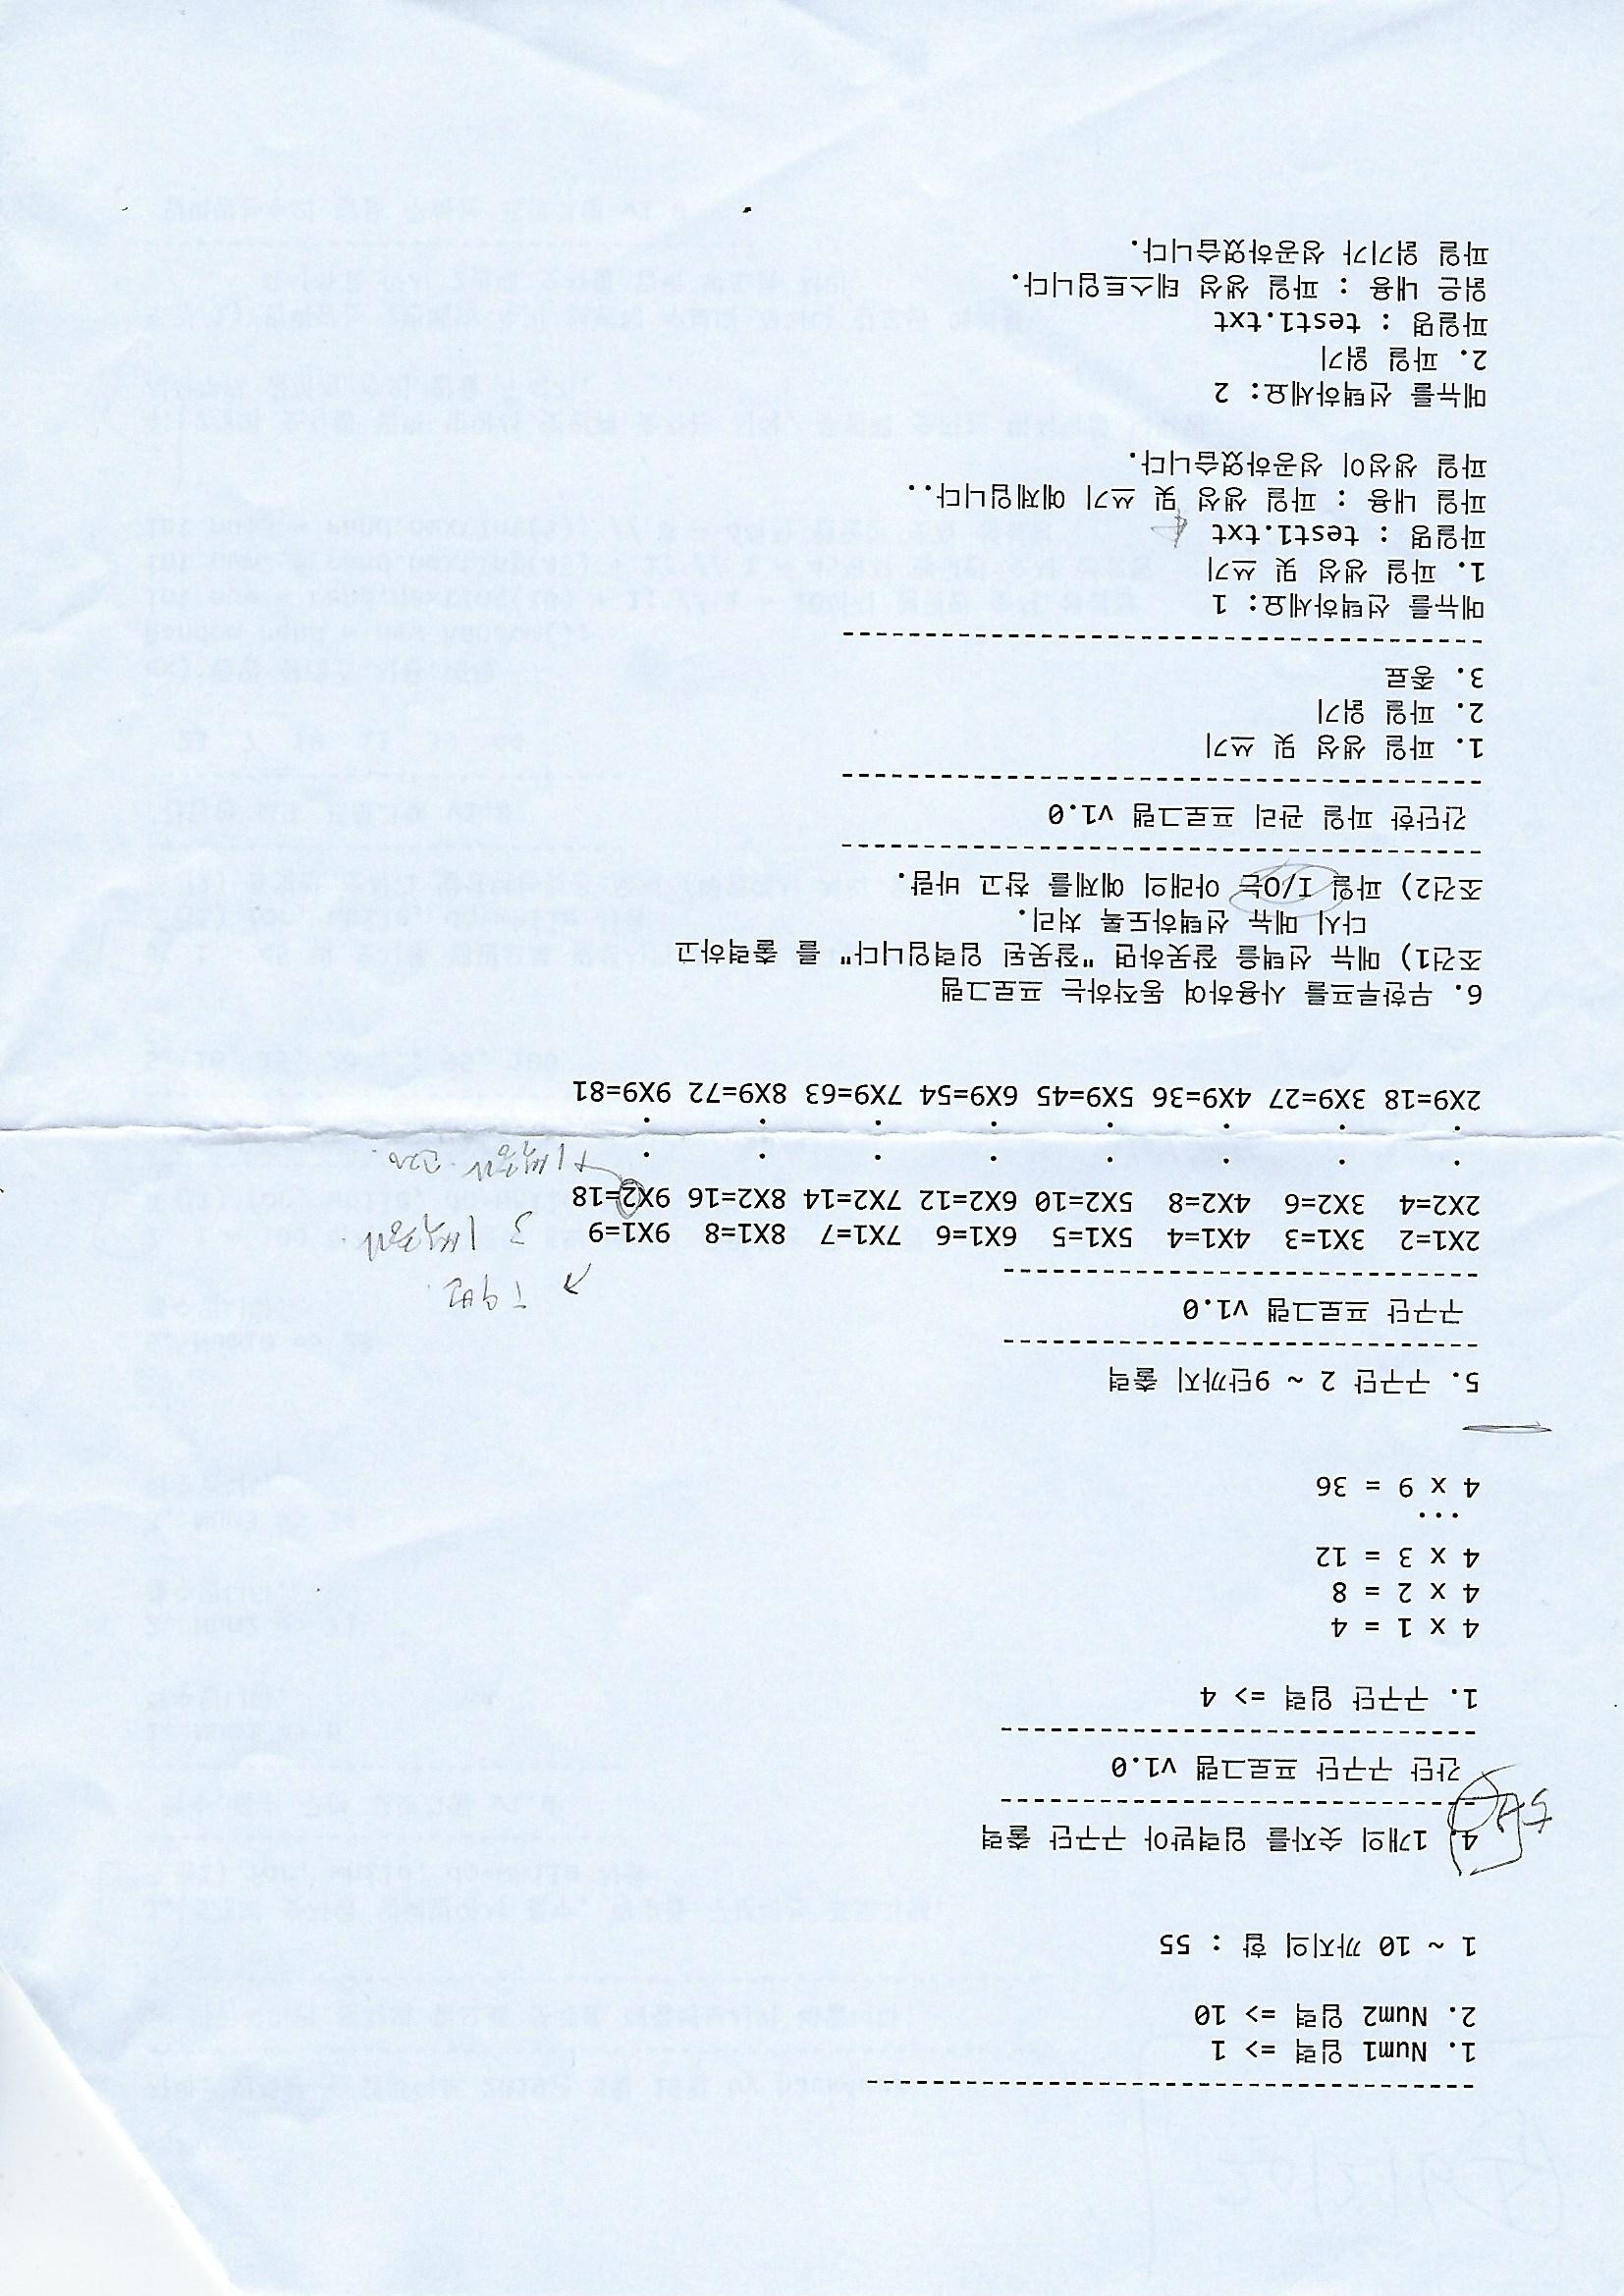 ---------------------------------------
1. Num1 입력 => 1
2. Num2 입력 => 10
1 ~ 10 까지의 합 : 55
4. 1개의 숫자를 입력받아 구구단 출력
------------------------------
간단 구구단 프로그램 v1.0
------------------------------
1. 구구단 입력 => 4
4 x 1 = 4
4 x 2 = 8
4 x 3 = 12
...
4 x 9 = 36
5. 구구단 2 ~ 9단까지 출력
------------------------------
구구단 프로그램 v1.0
------------------------------
9번.
2X1=2 3X1=3 4X1=4 5X1=5 6X1=6 7X1=7 8X1=8 9X1=9 1씩증가.
2X2=4 3X2=6 4X2=8 5X2=10 6X2=12 7X2=14 8X2=16 9X2=18
. . . . . . . . 1씩증가. 고정.
. . . . . . . .
2X9=18 3X9=27 4X9=36 5X9=45 6X9=54 7X9=63 8X9=72 9X9=81
6. 무한루프를 사용하여 동작하는 프로그램
조건1) 메뉴 선택을 잘못하면 "잘못된 입력입니다" 를 출력하고
다시 메뉴 선택하도록 처리.
조건2) 파일 I/O는 아래의 예제를 참고 바람.
----------------------------------------
간단한 파일 관리 프로그램 v1.0
----------------------------------------
1. 파일 생성 및 쓰기
2. 파일 읽기
3. 종료
----------------------------------------
메뉴를 선택하세요: 1
1. 파일 생성 및 쓰기
파일명 : test1.txt
파일 내용 : 파일 생성 및 쓰기 예제입니다..
파일 생성이 성공하였습니다.
메뉴를 선택하세요: 2
2. 파일 읽기
파일명 : test1.txt
읽은 내용 : 파일 생성 테스트입니다.
파일 읽기가 성공하였습니다.